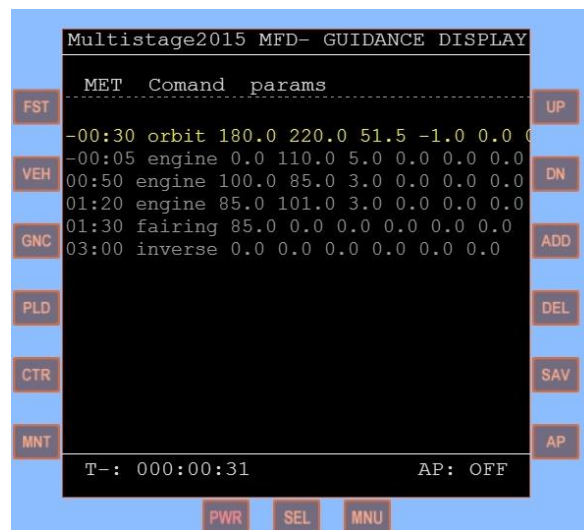 Multistage2015 MFD- GUIDANCE DISPLAY
MET Comand params
FST
UP
-00:30 orbit 180.0 220.0 51.5 -1.0 0.0
-00:05 engine 0.0 110.0 5.0 0.0 0.0 0.0
VEH
DN
00:50 engine 100.0 85.0 3.0 0.0 0.0 0.0
01:20 engine 85.0 101.0 3.0 0.0 0.0 0.0
01:30 fairing 85.0 0.0 0.0 0.0 0.0 0.0
GNC
ADD
03:00 inverse 0.0 0.0 0.0 0.0 0.0 0.0
PLD
DEL
CTR
SAV
MNT
AP
T-: 000:00:31 AP: OFF
PWR SEL MNU